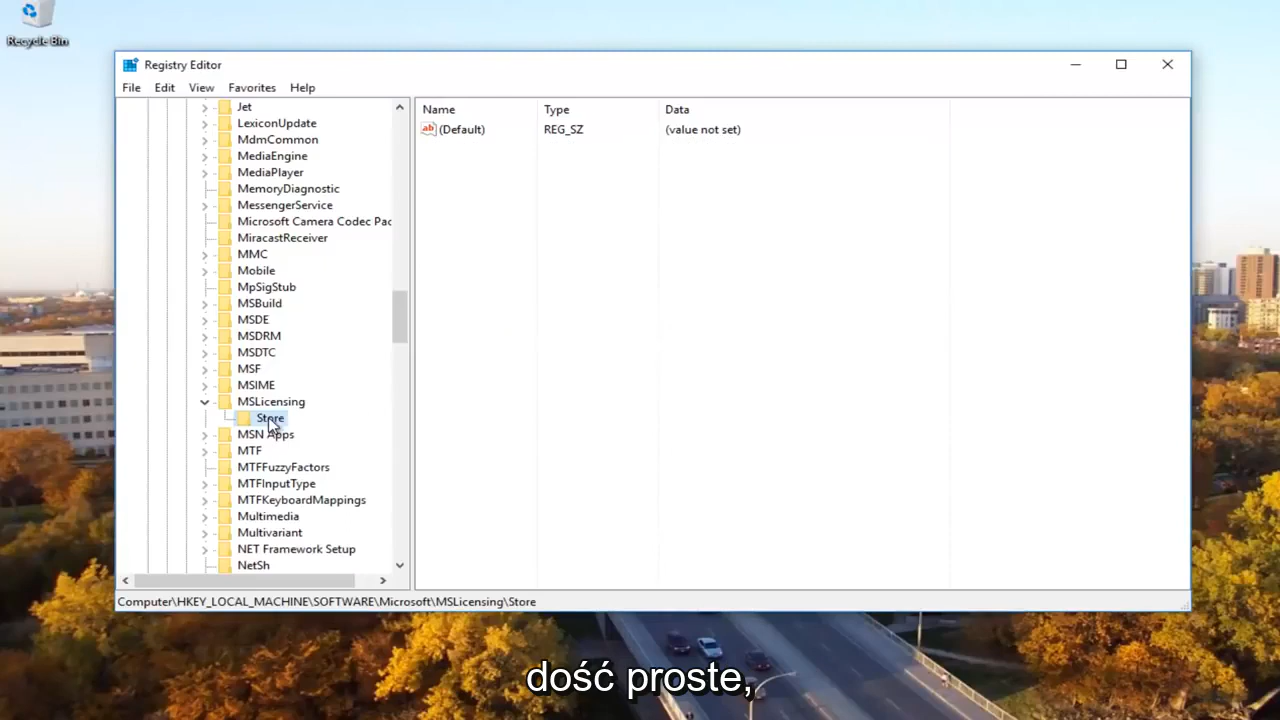 Recycle Bin
Registry Editor
File Edit View Favorites Help
Jet
LexiconUpdate
MdmCommon
MediaEngine
MediaPlayer
MemoryDiagnostic
MessengerService
Microsoft Camera Codec Pac
MiracastReceiver
MMC
Mobile
MpSigStub
MSBuild
MSDE
MSDRM
MSDTC
MSF
MSIME
MSLicensing
Store
MSN Apps
MTF
MTFFuzzyFactors
MTFInputType
MTFKeyboardMappings
Multimedia
Multivariant
NET Framework Setup
NetSh
Name Type Data
ab (Default) REG_SZ (value not set)
Computer\HKEY_LOCAL_MACHINE\SOFTWARE\Microsoft\MSLicensing\Store
dość proste,